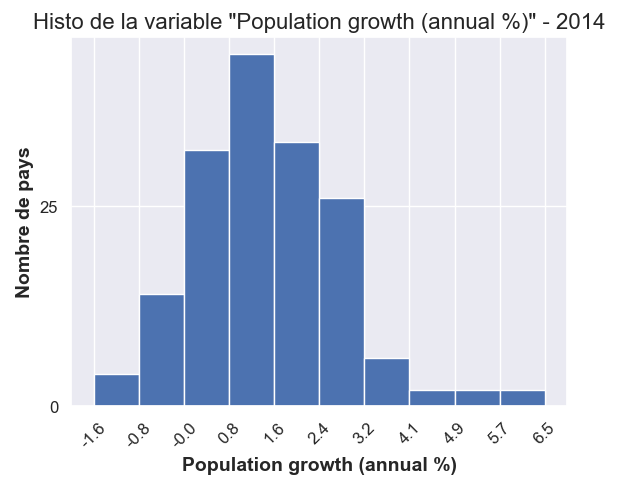 Histo de la variable "Population growth (annual %)" - 2014
Nombre de pays
25
0
-1.6 -0.8 -0.0 0.8 1.6 2.4 3.2 4.1 4.9 5.7 6.5
Population growth (annual %)